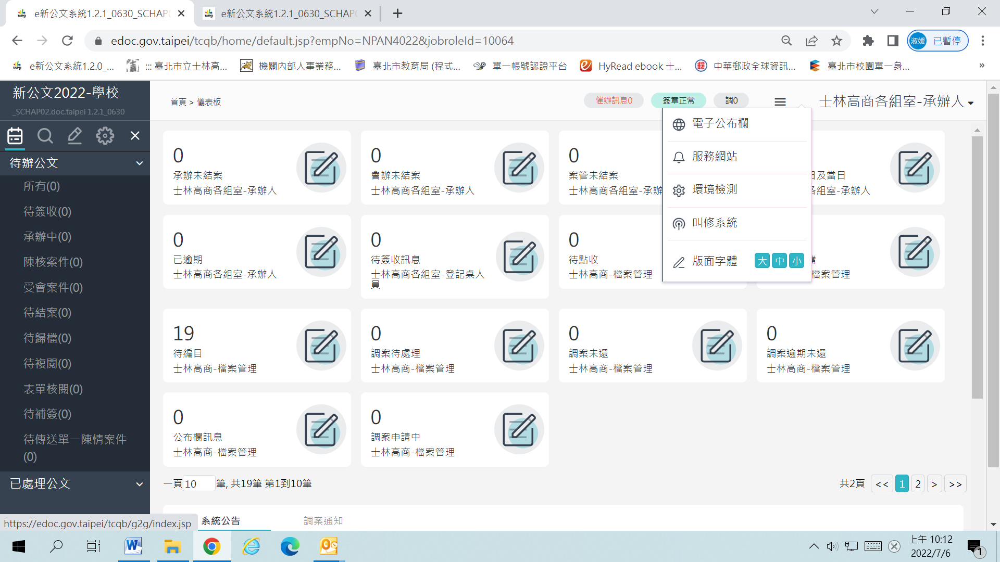 e新公文系統1.2.1_0630_SCHAP
e新公文系統1.2.1_0630_SCHAP
edoc.gov.taipei/tcqb/home/default.jsp?empNo=NPAN4022&jobroleId=10064
淑媛 已暫停
e新公文系統1.2.0_...
::: 臺北市立士林高...
機關內部人事業務...
臺北市教育局 (程式...
單一帳號認證平台
HyRead ebook 士...
中華郵政全球資訊...
臺北市校園單一身...
»
新公文2022-學校
_SCHAP02.doc.taipei 1.2.1_0630
首頁 > 儀表板
催辦訊息0
簽章正常
調0
士林高商各組室-承辦人
待辦公文
所有(0)
待簽收(0)
承辦中(0)
陳核案件(0)
受會案件(0)
待結案(0)
待歸檔(0)
待複閱(0)
表單核閱(0)
待補簽(0)
待傳送單一陳情案件
(0)
已處理公文
電子公布欄
服務網站
環境檢測
叫修系統
版面字體 大 中 小
0
承辦未結案
士林高商各組室-承辦人
0
會辦未結案
士林高商各組室-承辦人
0
案管未結案
士林高商各組室-承辦
日及當日
各組室-承辦人
0
已逾期
士林高商各組室-承辦人
0
待簽收訊息
士林高商各組室-登記桌人
員
0
待點收
士林高商-檔案管理
檔
檔案管理
19
待編目
士林高商-檔案管理
0
調案待處理
士林高商-檔案管理
0
調案未還
士林高商-檔案管理
0
調案逾期未還
士林高商-檔案管理
0
公布欄訊息
士林高商-檔案管理
0
調案申請中
士林高商-檔案管理
一頁 10 筆, 共19筆 第1到10筆
共2頁 << 1 2 > >>
系統公告
調案通知
https://edoc.gov.taipei/tcqb/g2g/index.jsp
上午 10:12
2022/7/6
1